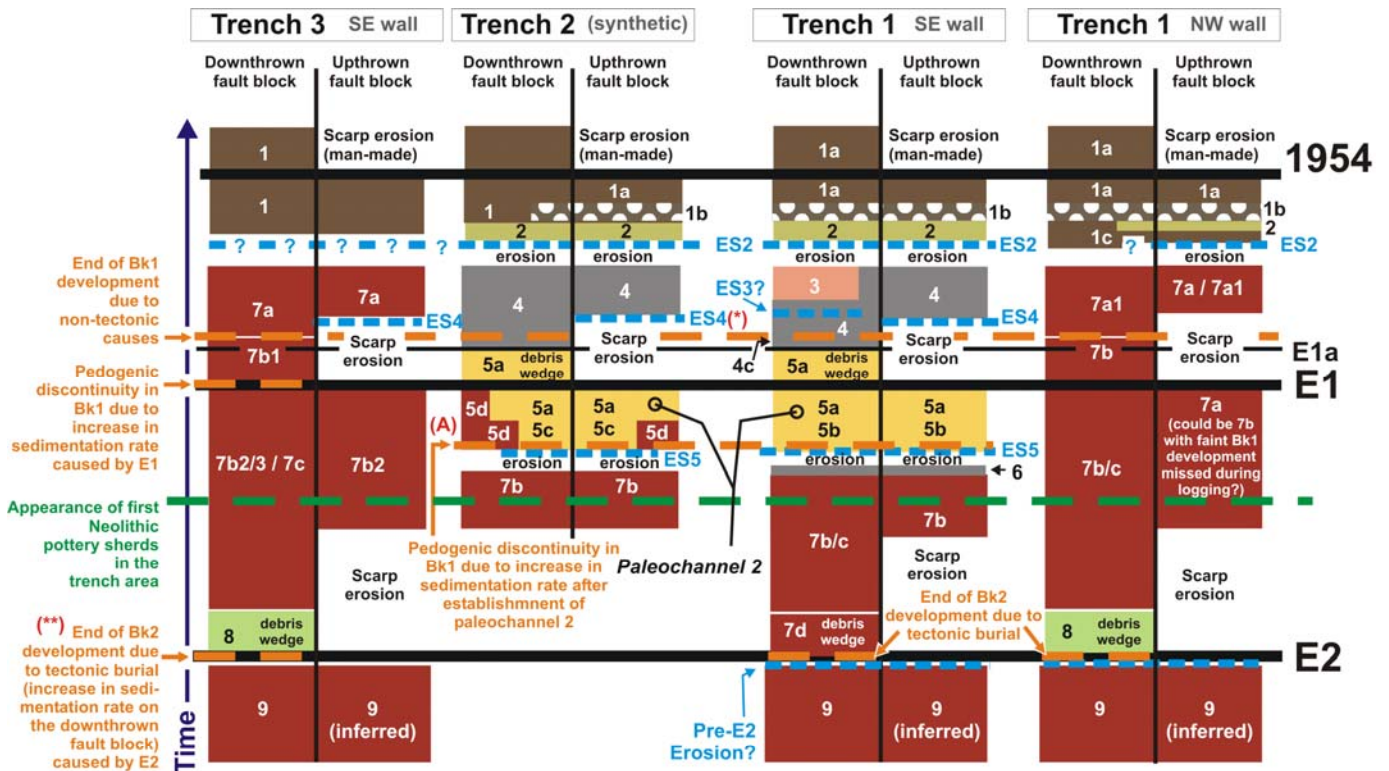 Trench 3 SE wall
Trench 2 (synthetic)
Trench 1 SE wall
Trench 1 NW wall
Downthrown
fault block
Upthrown
fault block
Downthrown
fault block
Upthrown
fault block
Downthrown
fault block
Upthrown
fault block
Downthrown
fault block
Upthrown
fault block
1
Scarp erosion
(man-made)
Scarp erosion
(man-made)
1a
Scarp erosion
(man-made)
1a
Scarp erosion
(man-made)
1954
1
1
1a
1b
1a
1a
1b
1a
1a
1b
1c
2
2
2
2
2
? ? ? ? ? ?
ES2
ES2
?
ES2
erosion
erosion
erosion
erosion
erosion
End of Bk1
development
due to
non-tectonic
causes
7a
7a
ES4
Scarp
erosion
7b1
4
4
ES4(*)
Scarp
erosion
5a
debris
wedge
3
ES3?
4
4
ES4
4c
Scarp
erosion
5a
debris
wedge
7a1
7a / 7a1
Scarp
erosion
7b
E1a
E1
Pedogenic
discontinuity
in
Bk1 due to
increase in
sedimentation rate
caused by E1
(A)
7b2/3 / 7c
7b2
5d
5d
5a
5c
5a
5c
5d
erosion
erosion
ES5
7b
7b
5a
5b
5a
5b
ES5
erosion
erosion
6
7b/c
7b
7b/c
7a
(could be 7b
with faint Bk1
development
missed during
logging?)
Appearance of first
Neolithic
pottery sherds
in the
trench area
Pedogenic discontinuity in
Bk1 due to increase in
sedimentation rate after
establishmnent of
paleochannel 2
Paleochannel 2
Scarp
erosion
Scarp
erosion
Scarp
erosion
(**) End of Bk2
development due
to tectonic burial
(increase in sedi-
mentation rate on
the downthrown
fault block)
caused by E2
8
debris
wedge
7d
debris
wedge
End of Bk2
development due to
tectonic burial
8
debris
wedge
E2
Pre-E2
Erosion?
9
9
(inferred)
9
9
(inferred)
9
9
(inferred)
Time